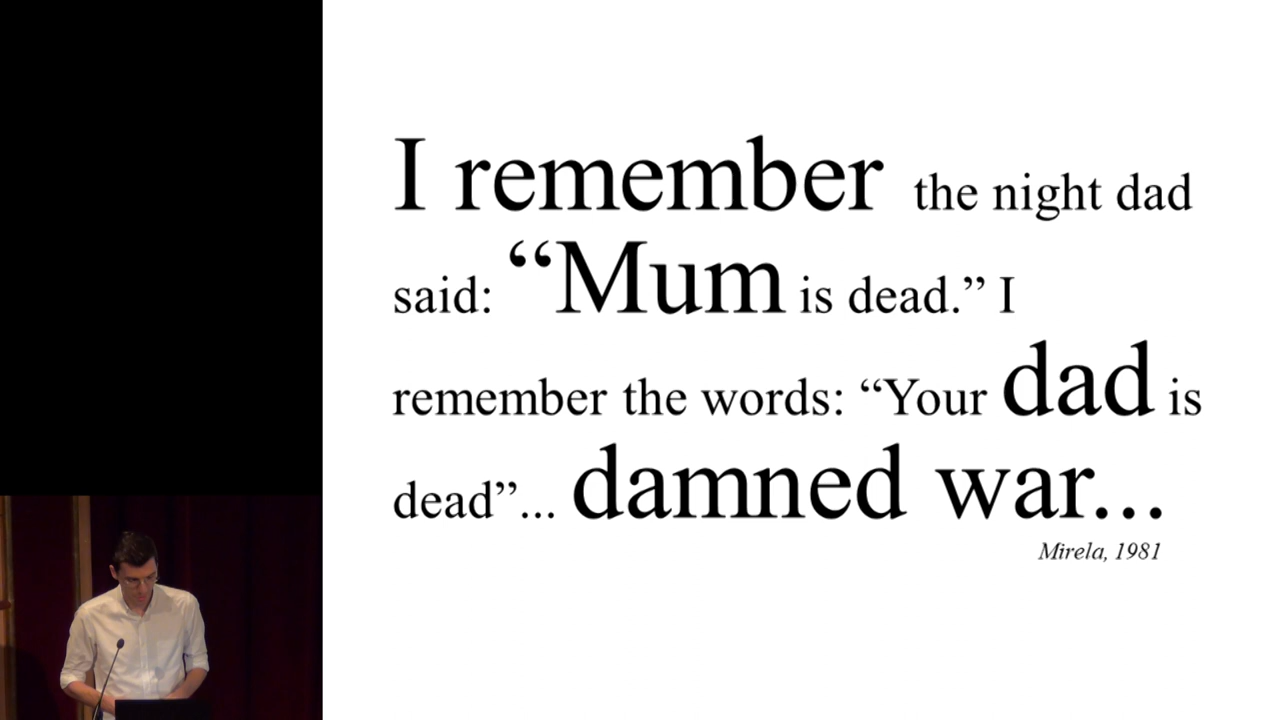 I remember the night dad
said: “Mum is dead.” I
remember the words: “Your dad is
dead”... damned war...
Mirela, 1981